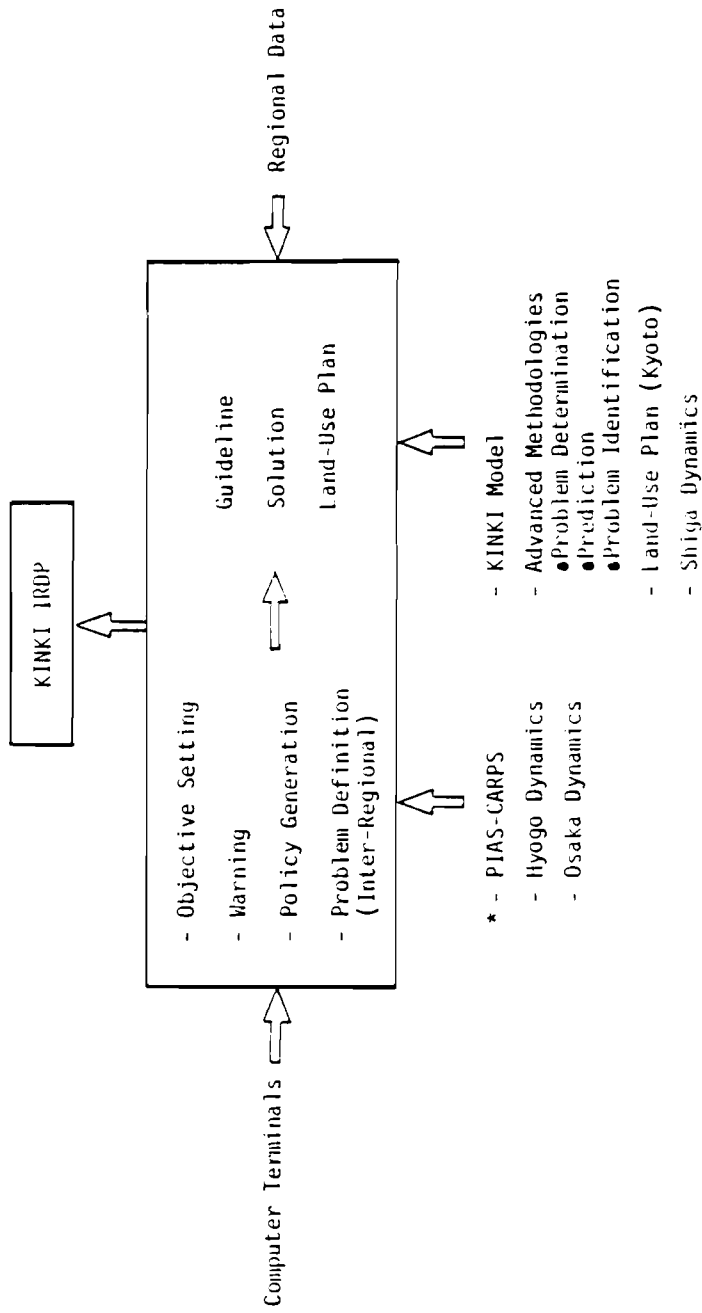 KINKI IRDP
Computer Terminals
- Objective Setting
- Warning
- Policy Generation
- Problem Definition
(Inter-Regional)
Guideline
Solution
Land-Use Plan
Regional Data
* - PIAS-CARPS
- Hyogo Dynamics
- Osaka Dynamics
- KINKI Model
- Advanced Methodologies
●Problem Determination
●Prediction
●Problem Identification
- Land-Use Plan (Kyoto)
- Shiga Dynamics